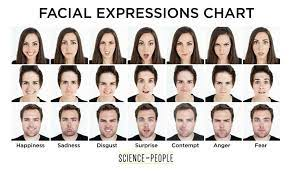 FACIAL EXPRESSIONS CHART
Happiness Sadness Disgust Surprise Contempt Anger Fear
SCIENCE of PEOPLE